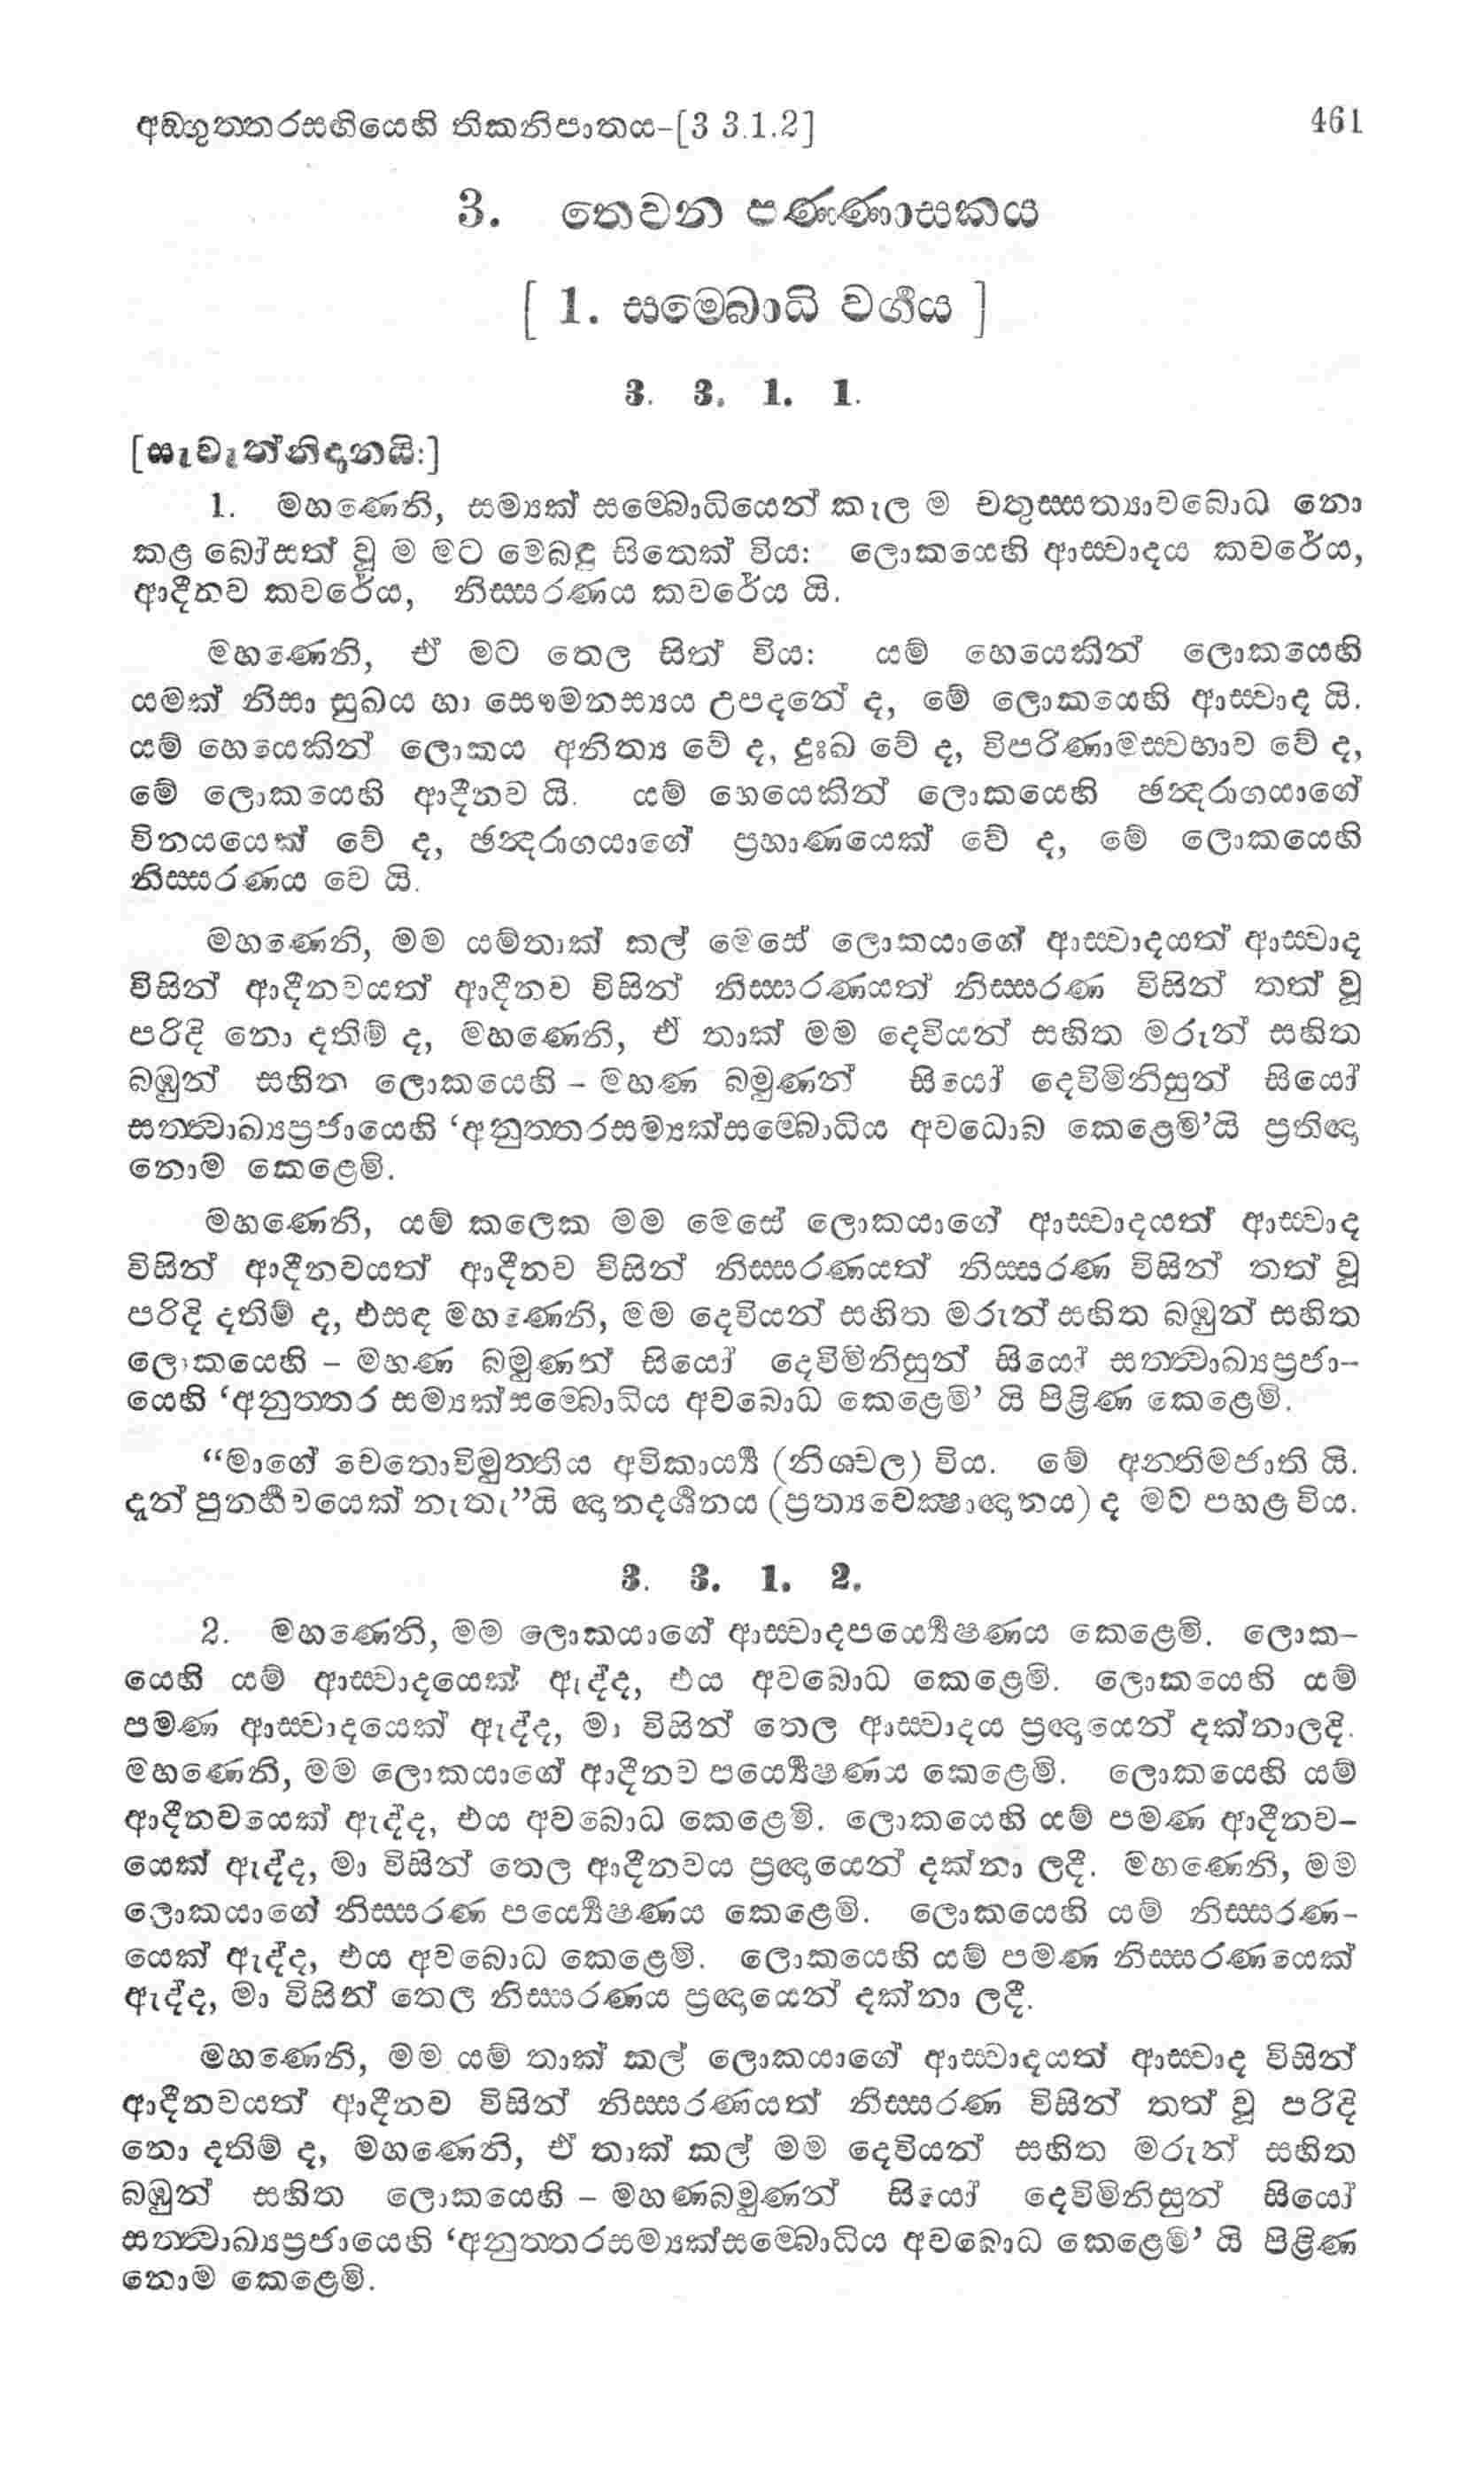 අඞ්ගුත්තරසඟියෙහි තිකනිපාතය-[3 3.1.2]	461
3. තෙවන පණ්ණාසකය
[ 1. සම්බොධි වර්ගය ]
3. 3. 1. 1.
[සැවැත්නිදානයි:]
1. මහණෙනි, සම්‍යක් සම්බොධියෙන් කැල ම චතුස්සත්‍යාවබොධ නො
කළ බෝසත් වූ ම මට මෙබඳු සිතෙක් විය: ලොකයෙහි ආස්වාදය කවරේය,
ආදීනව කවරේය, නිස්සරණය කවරේය යි.
මහණෙනි, ඒ මට තෙල සිත් විය: යම් හෙයෙකින් ලොකයෙහි
යමක් නිසා සුඛය හා සෞමනස්‍යය උපදනේ ද, මේ ලොකයෙහි ආස්වාද යි.
යම් හෙයෙකින් ලොකය අනිත්‍ය වේ ද, දුඃඛ වේ ද, විපරිණාමස්වභාව වේ ද,
මේ ලොකයෙහි ආදීනව යි. යම් හෙයෙකින් ලොකයෙහි ඡන්දරාගයාගේ
විනයයෙක් වේ ද, ඡන්දරාගයාගේ ප්‍රහාණයෙක් වේ ද, මේ ලොකයෙහි
නිස්සරණය වෙ යි.
මහණෙනි, මම යම්තාක් කල් මෙසේ ලොකයාගේ ආස්වාදයත් ආස්වාද
විසින් ආදීනවයත් ආදීනව විසින් නිස්සරණයත් නිස්සරණ විසින් තත් වූ
පරිදි නො දතිම් ද, මහණෙනි, ඒ තාක් මම දෙවියන් සහිත මරුන් සහිත
බඹුන් සහිත ලොකයෙහි - මහණ බමුණන් සියෝ දෙවිමිනිසුන් සියෝ
සත්ත්වාඛ්‍යප්‍රජායෙහි ‘අනුත්තරසම්‍යක්සම්බොධිය අවධොබ කෙළෙමි’යි ප්‍රතිඥා
නොම කෙළෙමි.
මහණෙනි, යම් කලෙක මම මෙසේ ලොකයාගේ ආස්වාදයත් ආස්වාද
විසින් ආදීනවයත් ආදීනව විසින් නිස්සරණයත් නිස්සරණ විසින් තත් වූ
පරිදි දතිම් ද, එසඳ මහණෙනි, මම දෙවියන් සහිත මරුන් සහිත බඹුන් සහිත
ලොකයෙහි - මහණ බමුණන් සියෝ දෙවිමිනිසුන් සියෝ සත්ත්වාඛ්‍යප්‍රජා-
යෙහි ‘අනුත්තර සම්‍යක්සම්බොධිය අවබොධ කෙළෙමි’ යි පිළිණ කෙළෙමි.
“මාගේ චෙතොවිමුත්තිය අවිකාර්‍ය්‍ය (නිශ්චල) විය. මේ අන්තිමජාති යි.
දැන් පුනර්භවයෙක් නැතැ”යි ඥානදර්ශනය (ප්‍රත්‍යවෙක්ෂාඥානය) ද මට පහළ විය.
3. 3. 1. 2.
2. මහණෙනි, මම ලොකයාගේ ආස්වාදපර්‍ය්‍යෙෂණය කෙළෙමි. ලොක-
යෙහි යම් ආස්වාදයෙක් ඇද්ද, එය අවබොධ කෙළෙමි. ලොකයෙහි යම්
පමණ ආස්වාදයෙක් ඇද්ද, මා විසින් තෙල ආස්වාදය ප්‍රඥායෙන් දක්නාලදි.
මහණෙනි, මම ලොකයාගේ ආදීනව පර්‍ය්‍යෙෂණය කෙළෙමි. ලොකයෙහි යම්
ආදීනවයෙක් ඇද්ද, එය අවබොධ කෙළෙමි. ලොකයෙහි යම් පමණ ආදීනව-
යෙක් ඇද්ද, මා විසින් තෙල ආදීනවය ප්‍රඥායෙන් දක්නා ලදී. මහණෙනි, මම
ලොකයාගේ නිස්සරණ පර්‍ය්‍යෙෂණය කෙළෙමි. ලොකයෙහි යම් නිස්සරණ-
යෙක් ඇද්ද, එය අවබොධ කෙළෙමි. ලොකයෙහි යම් පමණ නිස්සරණයෙක්
ඇද්ද, මා විසින් තෙල නිස්සරණය ප්‍රඥායෙන් දක්නා ලදී.
මහණෙනි, මම යම් තාක් කල් ලොකයාගේ ආස්වාදයත් ආස්වාද විසින්
ආදීනවයත් ආදීනව විසින් නිස්සරණයත් නිස්සරණ විසින් තත් වූ පරිදි
නො දතිම් ද, මහණෙනි, ඒ තාක් කල් මම දෙවියන් සහිත මරුන් සහිත
බඹුන් සහිත ලොකයෙහි - මහණබමුණන් සියෝ දෙවිමිනිසුන් සියෝ
සත්ත්වාඛ්‍යප්‍රජායෙහි ‘අනුත්තරසම්‍යක්සම්බොධිය අවබොධ කෙළෙමි’ යි පිළිණ
නොම කෙළෙමි.